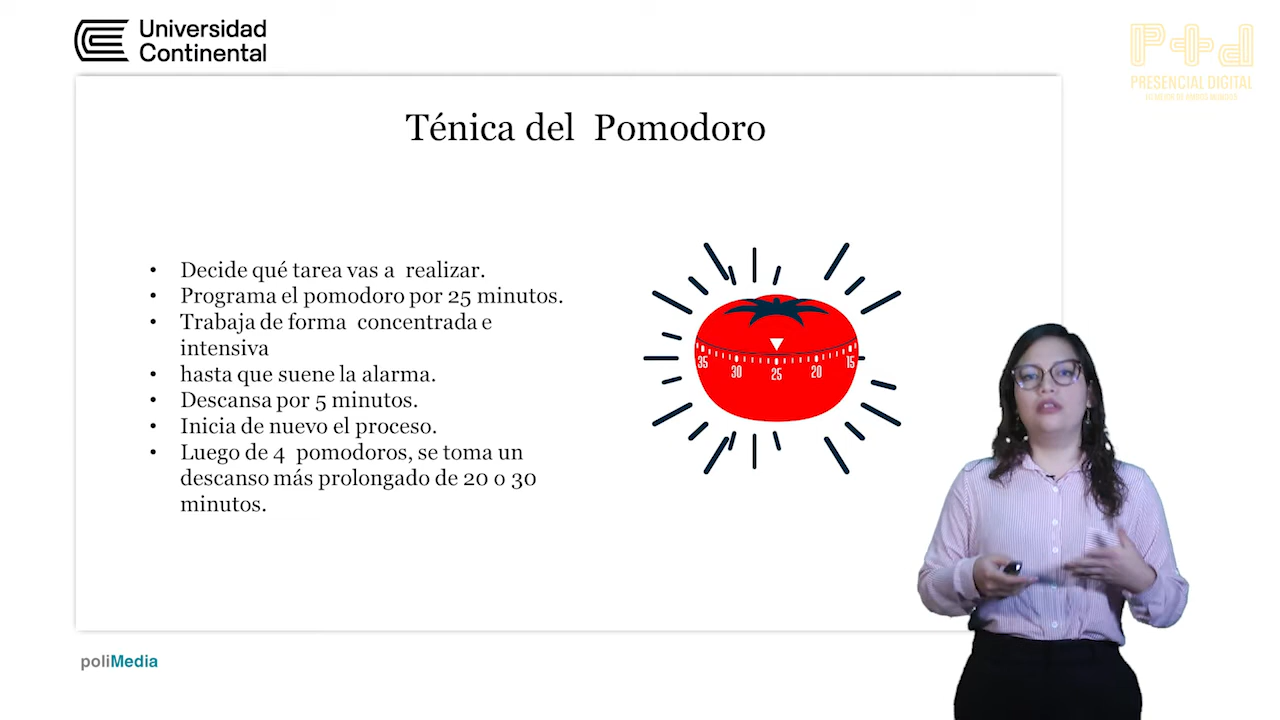 Universidad
Continental
P+d
PRESENCIAL DIGITAL
Ténica del  Pomodoro
• Decide qué tarea vas a  realizar.
• Programa el pomodoro por 25 minutos.
• Trabaja de forma  concentrada e
intensiva
• hasta que suene la alarma.
• Descansa por 5 minutos.
• Inicia de nuevo el proceso.
• Luego de 4  pomodoros, se toma un
descanso más prolongado de 20 o 30
minutos.
35 30 25 20 15
poliMedia